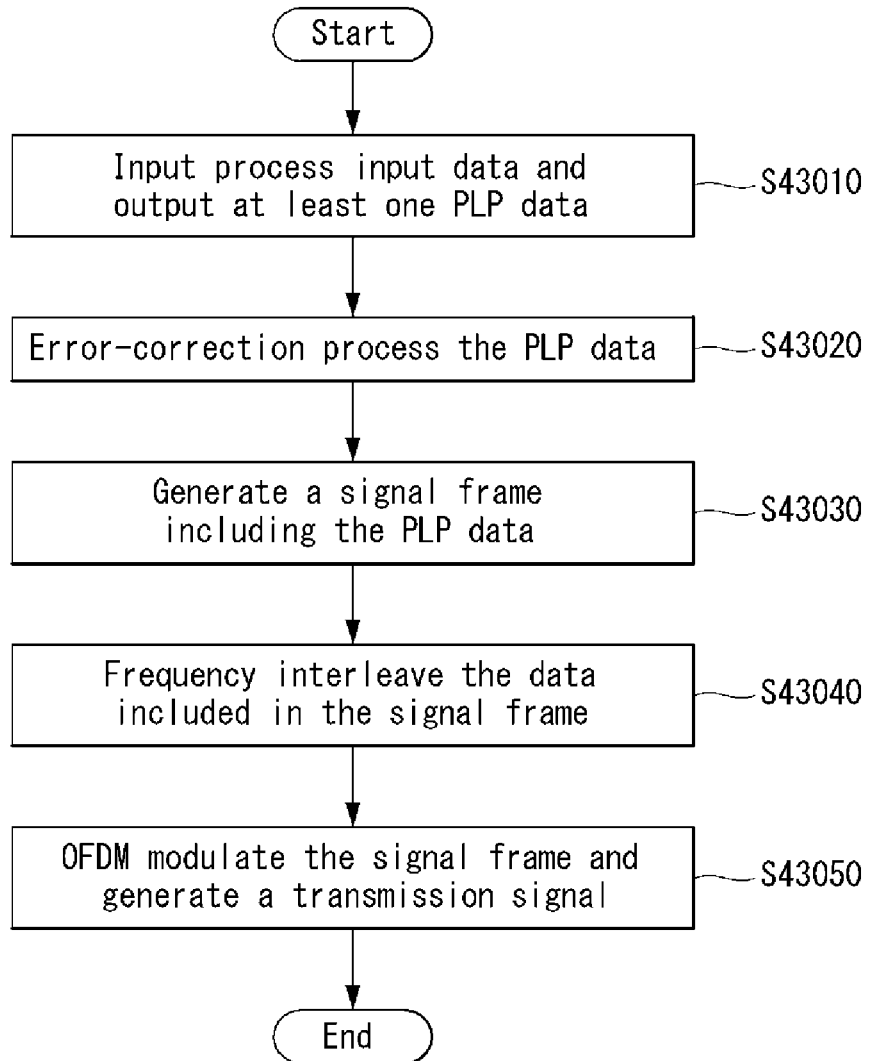 Start
Input process input data and
output at least one PLP data
S43010
Error-correction process the PLP data
S43020
Generate a signal frame
including the PLP data
S43030
Frequency interleave the data
included in the signal frame
S43040
OFDM modulate the signal frame and
generate a transmission signal
S43050
End